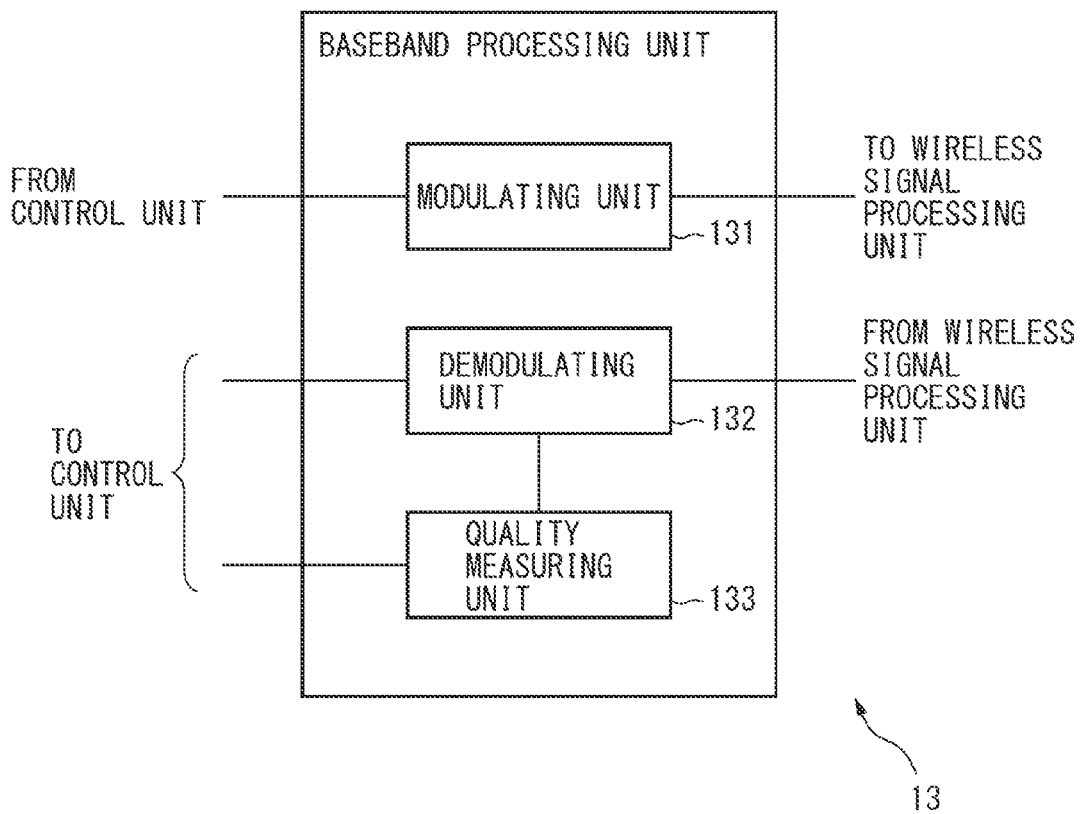 BASEBAND PROCESSING UNIT
FROM
CONTROL UNIT
MODULATING UNIT
131
TO WIRELESS
SIGNAL
PROCESSING
UNIT
DEMODULATING
UNIT
132
FROM WIRELESS
SIGNAL
PROCESSING
UNIT
TO
CONTROL
UNIT
QUALITY
MEASURING
UNIT
133
13